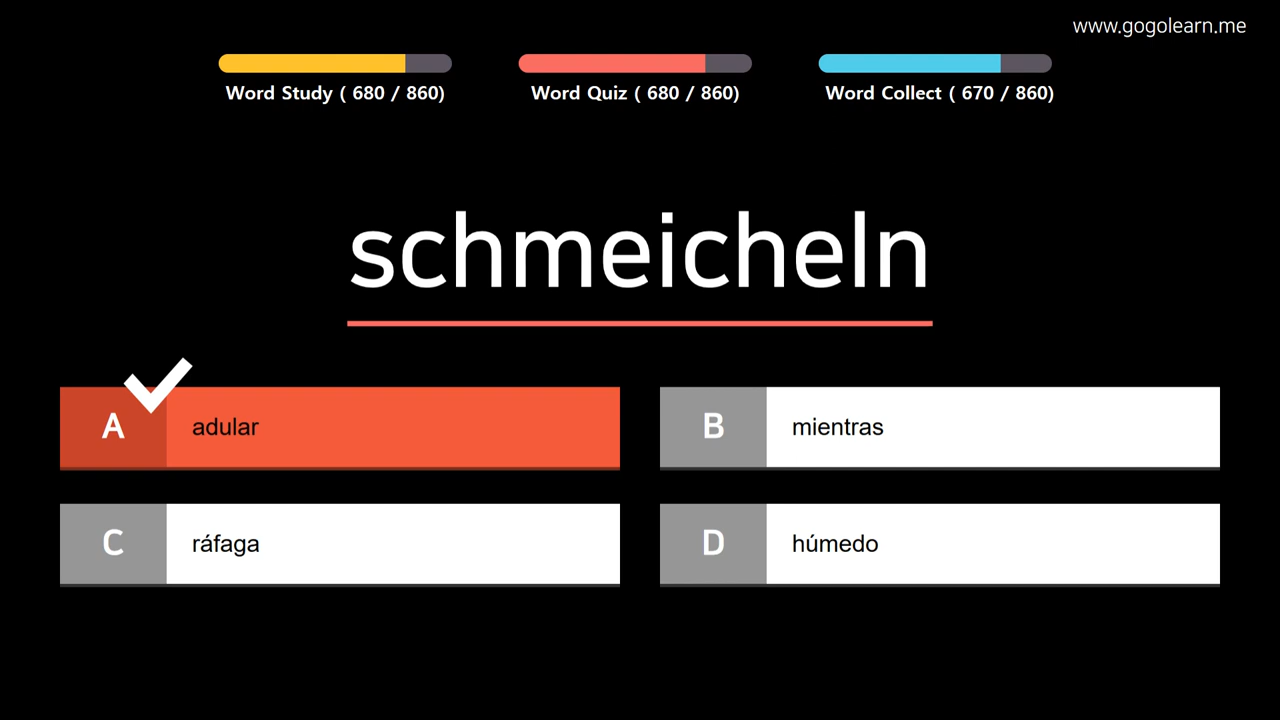 www.gogolearn.me
Word Study ( 680 / 860)
Word Quiz ( 680 / 860)
Word Collect ( 670 / 860)
schmeicheln
A adular
B mientras
C ráfaga
D húmedo